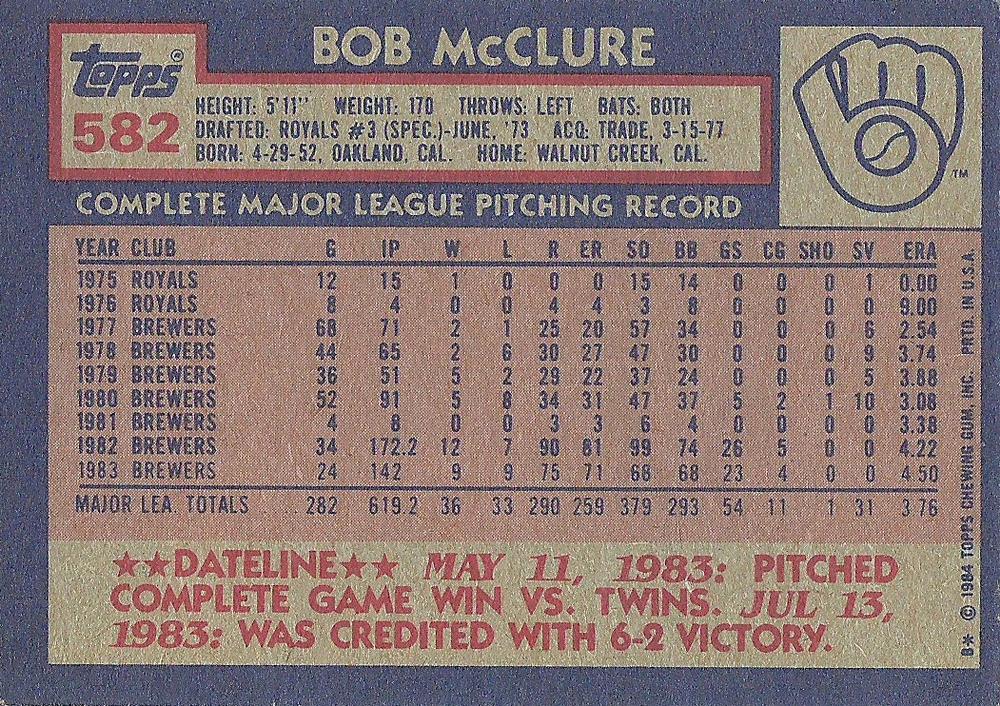 BOB McCLURE
Topps®
582
HEIGHT: 5'11" WEIGHT: 170 THROWS: LEFT BATS: BOTH
DRAFTED: ROYALS #3 (SPEC.)-JUNE, '73 ACQ: TRADE, 3-15-77
BORN: 4-29-52, OAKLAND, CAL. HOME: WALNUT CREEK, CAL.
TM
COMPLETE MAJOR LEAGUE PITCHING RECORD
YEAR CLUB G IP W L R ER SO BB GS CG SHO SV ERA
1975 ROYALS 12 15 1 0 0 0 15 14 0 0 0 1 0.00
1976 ROYALS 8 4 0 0 4 4 3 8 0 0 0 0 9.00
1977 BREWERS 68 71 2 1 25 20 57 34 0 0 0 6 2.54
1978 BREWERS 44 65 2 6 30 27 47 30 0 0 0 9 3.74
1979 BREWERS 36 51 5 2 29 22 37 24 0 0 0 5 3.88
1980 BREWERS 52 91 5 8 34 31 47 37 5 2 1 10 3.08
1981 BREWERS 4 8 0 0 3 3 6 4 0 0 0 0 3.38
1982 BREWERS 34 172.2 12 7 90 81 99 74 26 5 0 0 4.22
1983 BREWERS 24 142 9 9 75 71 68 68 23 4 0 0 4.50
MAJOR LEA. TOTALS 282 619.2 36 33 290 259 379 293 54 11 1 31 3.76
★★DATELINE★★ MAY 11, 1983: PITCHED
COMPLETE GAME WIN VS. TWINS. JUL 13,
1983: WAS CREDITED WITH 6-2 VICTORY.
B* © 1984 TOPPS CHEWING GUM, INC. PRTD. IN U.S.A.